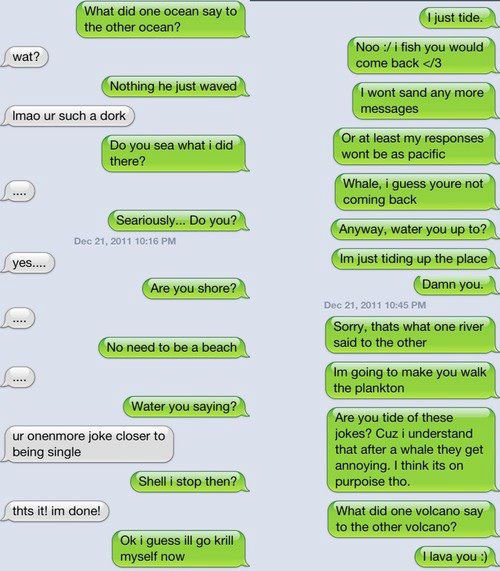 What did one ocean say to
the other ocean?
wat?
Nothing he just waved
lmao ur such a dork
Do you sea what i did
there?
....
Seariously... Do you?
Dec 21, 2011 10:16 PM
yes....
Are you shore?
....
No need to be a beach
....
Water you saying?
ur onenmore joke closer to
being single
Shell i stop then?
thts it! im done!
Ok i guess ill go krill
myself now
I just tide.
Noo :/ i fish you would
come back </3
I wont sand any more
messages
Or at least my responses
wont be as pacific
Whale, i guess youre not
coming back
Anyway, water you up to?
Im just tiding up the place
Damn you.
Dec 21, 2011 10:45 PM
Sorry, thats what one river
said to the other
Im going to make you walk
the plankton
Are you tide of these
jokes? Cuz i understand
that after a whale they get
annoying. I think its on
purpoise tho.
What did one volcano say
to the other volcano?
I lava you :)